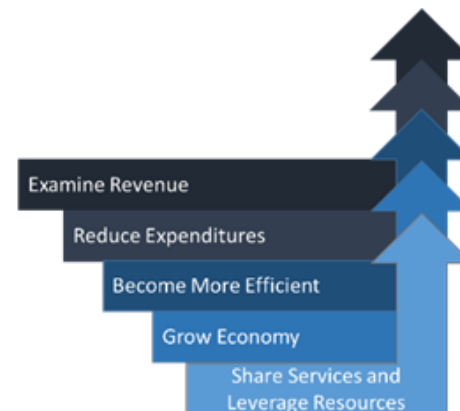 Examine Revenue
Reduce Expenditures
Become More Efficient
Grow Economy
Share Services and
Leverage Resources